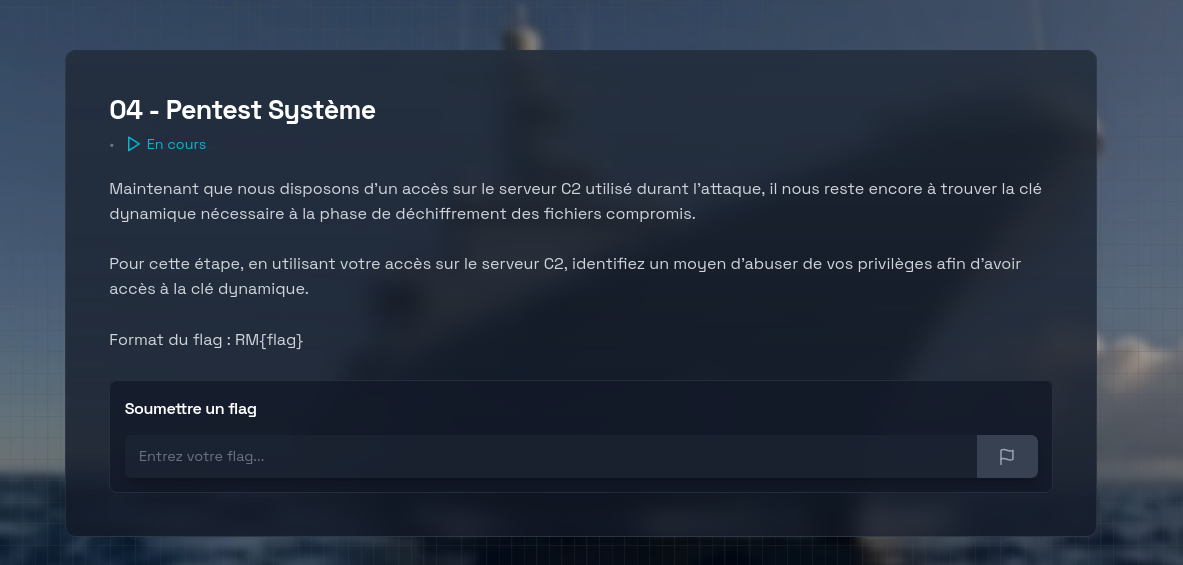 04 - Pentest Système
• En cours
Maintenant que nous disposons d'un accès sur le serveur C2 utilisé durant l'attaque, il nous reste encore à trouver la clé
dynamique nécessaire à la phase de déchiffrement des fichiers compromis.
Pour cette étape, en utilisant votre accès sur le serveur C2, identifiez un moyen d'abuser de vos privilèges afin d'avoir
accès à la clé dynamique.
Format du flag : RM{flag}
Soumettre un flag
Entrez votre flag...